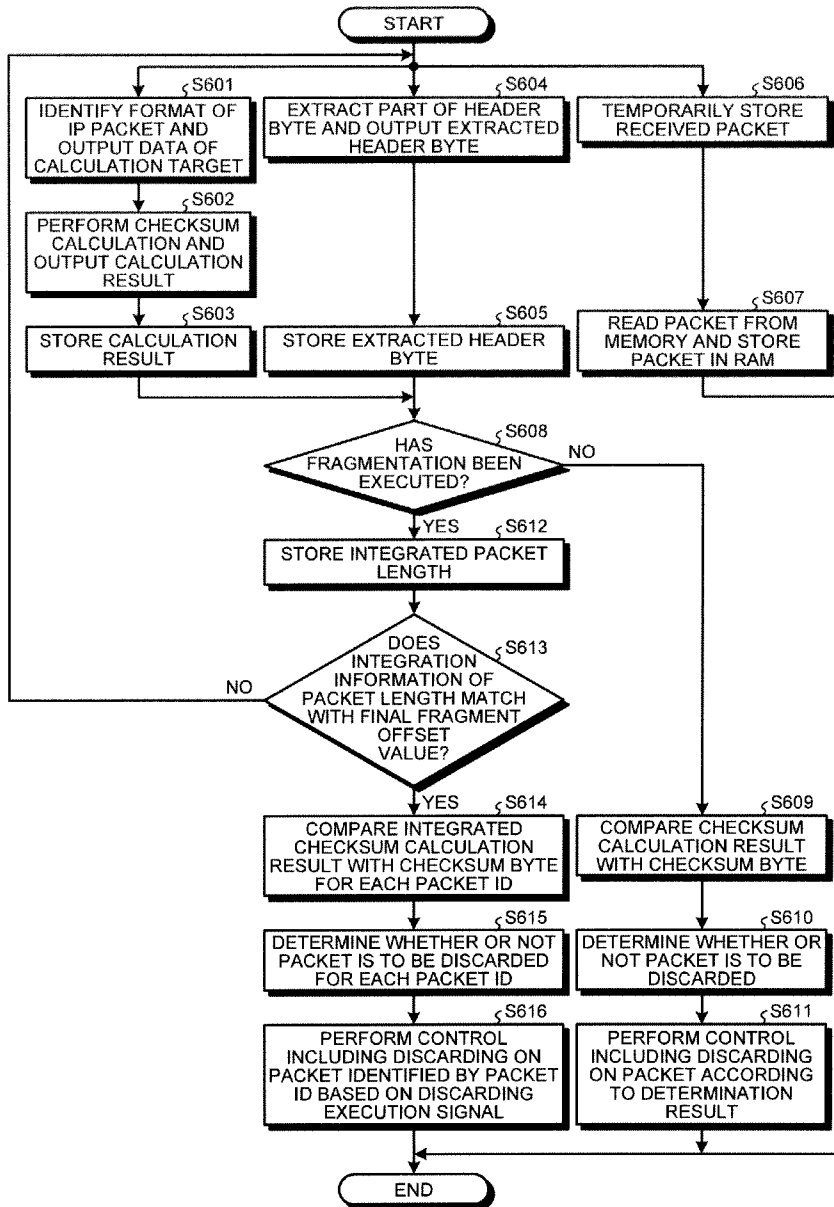 START
S601
IDENTIFY FORMAT OF
IP PACKET AND
OUTPUT DATA OF
CALCULATION TARGET
S604
EXTRACT PART OF HEADER
BYTE AND OUTPUT EXTRACTED
HEADER BYTE
S606
TEMPORARILY STORE
RECEIVED PACKET
S602
PERFORM CHECKSUM
CALCULATION AND
OUTPUT CALCULATION
RESULT
S603
STORE CALCULATION
RESULT
S605
STORE EXTRACTED HEADER
BYTE
S607
READ PACKET FROM
MEMORY AND STORE
PACKET IN RAM
S608
HAS
FRAGMENTATION BEEN
EXECUTED?
NO
YES
S612
STORE INTEGRATED PACKET
LENGTH
S613
DOES
INTEGRATION
INFORMATION OF
PACKET LENGTH MATCH
WITH FINAL FRAGMENT
OFFSET
VALUE?
NO
YES
S614
COMPARE INTEGRATED
CHECKSUM CALCULATION
RESULT WITH CHECKSUM BYTE
FOR EACH PACKET ID
S609
COMPARE CHECKSUM
CALCULATION RESULT
WITH CHECKSUM BYTE
S615
DETERMINE WHETHER OR NOT
PACKET IS TO BE DISCARDED
FOR EACH PACKET ID
S610
DETERMINE WHETHER OR
NOT PACKET IS TO BE
DISCARDED
S616
PERFORM CONTROL
INCLUDING DISCARDING ON
PACKET IDENTIFIED BY PACKET
ID BASED ON DISCARDING
EXECUTION SIGNAL
S611
PERFORM CONTROL
INCLUDING DISCARDING
ON PACKET ACCORDING
TO DETERMINATION
RESULT
END